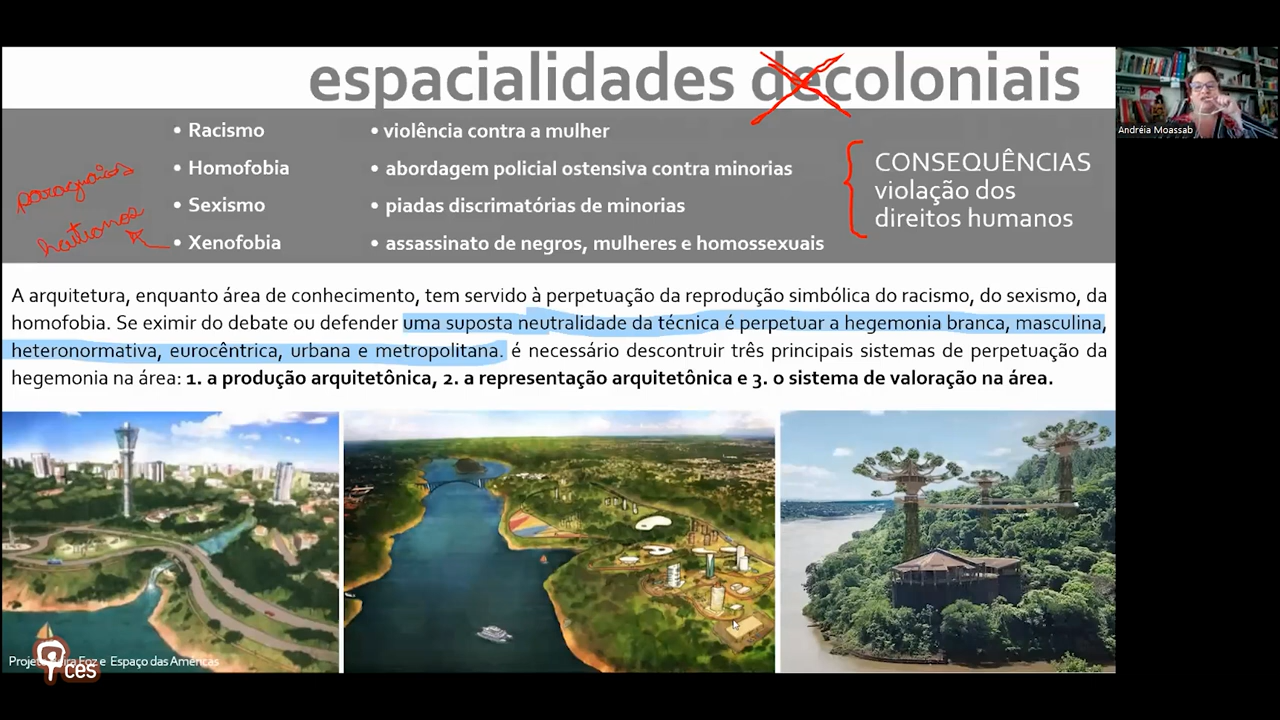 espacialidades decoloniais
• Racismo
• Homofobia
• Sexismo
• Xenofobia
paraguaios
haitianos
• violência contra a mulher
• abordagem policial ostensiva contra minorias
• piadas discrimatórias de minorias
• assassinato de negros, mulheres e homossexuais
CONSEQUÊNCIAS
violação dos
direitos humanos
Andréia Moassab
A arquitetura, enquanto área de conhecimento, tem servido à perpetuação da reprodução simbólica do racismo, do sexismo, da
homofobia. Se eximir do debate ou defender uma suposta neutralidade da técnica é perpetuar a hegemonia branca, masculina,
heteronormativa, eurocêntrica, urbana e metropolitana. é necessário descontruir três principais sistemas de perpetuação da
hegemonia na área: 1. a produção arquitetônica, 2. a representação arquitetônica e 3. o sistema de valoração na área.
Foz e Espaço das Américas
ces